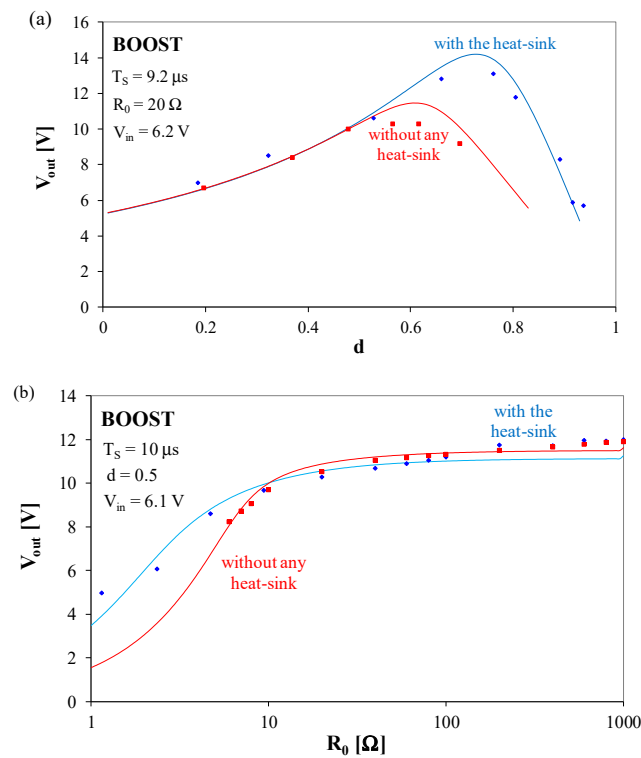 (a)
BOOST
T_S = 9.2 µs
R_0 = 20 Ω
V_in = 6.2 V
with the heat-sink
without any
heat-sink
V_out [V]
16
14
12
10
8
6
4
2
0
0 0.2 0.4 0.6 0.8 1
d
(b)
BOOST
T_S = 10 µs
d = 0.5
V_in = 6.1 V
with the
heat-sink
without any
heat-sink
V_out [V]
14
12
10
8
6
4
2
0
1 10 100 1000
R_0 [Ω]